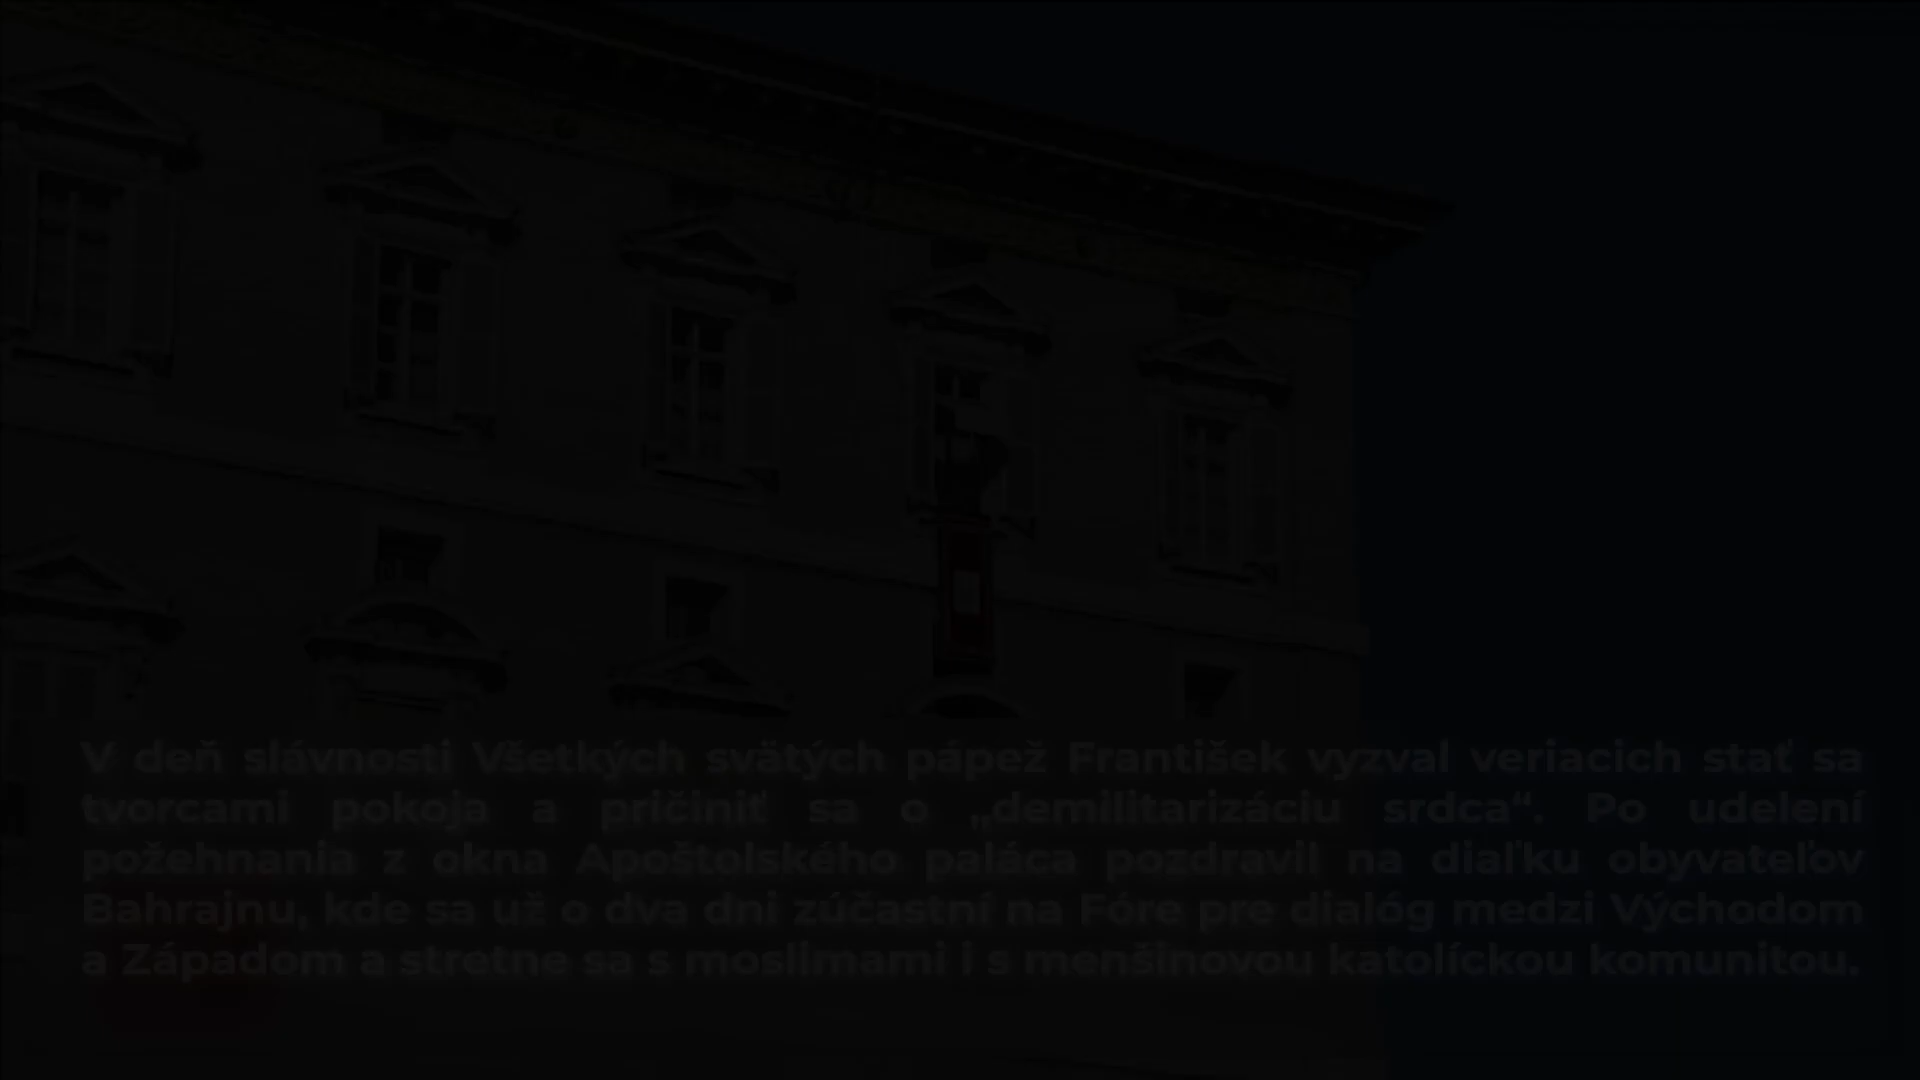 V deň slávnosti Všetkých svätých pápež František vyzval veriacich stať sa
tvorcami pokoja a pričiniť sa o „demilitarizáciu srdca“. Po udelení
požehnania z okna Apoštolského paláca pozdravil na diaľku obyvateľov
Bahrajnu, kde sa už o dva dni zúčastní na Fóre pre dialóg medzi Východom
a Západom a stretne sa s moslimami i s menšinovou katolíckou komunitou.